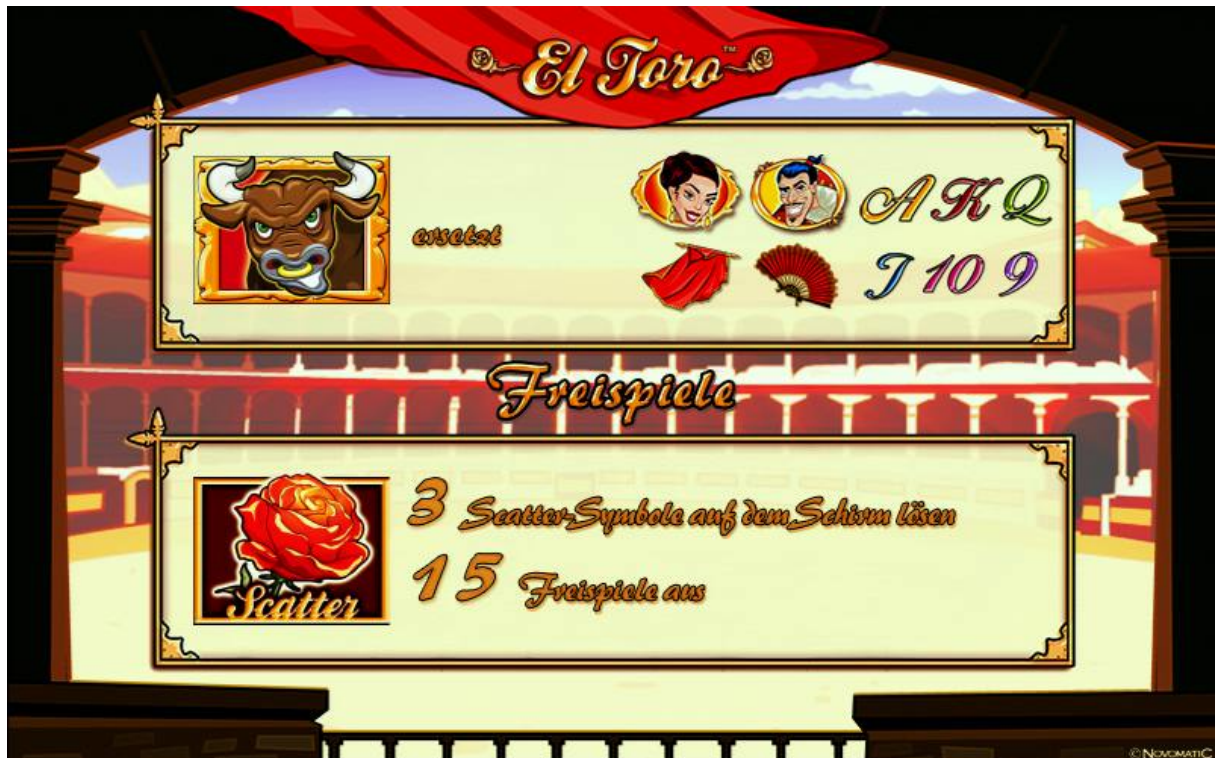 El Toro™
ersetzt
A K Q
J 10 9
Freispiele
3 Scatter-Symbole auf dem Schirm lösen
15 Freispiele aus
Scatter
© NOVOMATIC